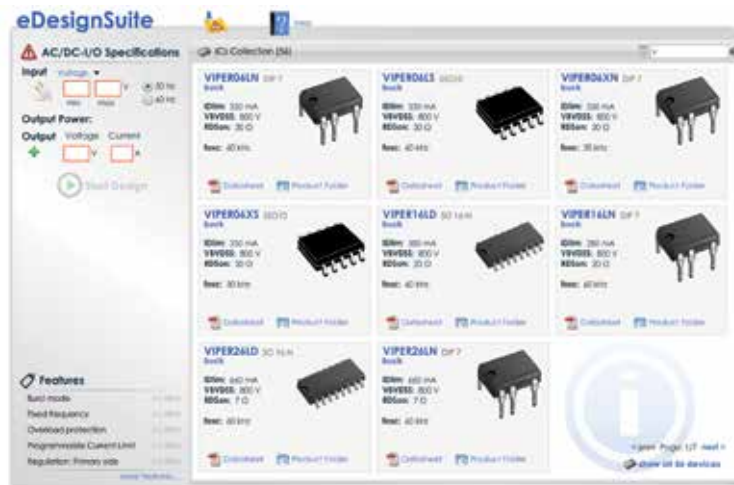 eDesignSuite
FAQ
AC/DC-I/O Specifications
Input Voltage
V
min max
50 Hz
60 Hz
Output Power:
Output Voltage Current
V A
Start Design
Features
Burst mode
Fixed frequency
Overload protection
Programmable Current Limit
Regulation: Primary side
more features...
ICs Collection (56)
VIPER06LN DIP 7
buck
IDlim: 350 mA
VBVDSS: 800 V
RDSon: 30 Ω
fosc: 60 kHz
Datasheet Product Folder
VIPER06LS SSO10
buck
IDlim: 350 mA
VBVDSS: 800 V
RDSon: 30 Ω
fosc: 60 kHz
Datasheet Product Folder
VIPER06XN DIP 7
buck
IDlim: 350 mA
VBVDSS: 800 V
RDSon: 30 Ω
fosc: 30 kHz
Datasheet Product Folder
VIPER06XS SSO10
buck
IDlim: 350 mA
VBVDSS: 800 V
RDSon: 30 Ω
fosc: 30 kHz
Datasheet Product Folder
VIPER16LD SO 16 N
buck
VBVDSS: 800 V
RDSon: 20 Ω
fosc: 60 kHz
Datasheet Product Folder
VIPER16LN DIP 7
buck
VBVDSS: 800 V
RDSon: 20 Ω
fosc: 60 kHz
Datasheet Product Folder
VIPER26LD SO 16 N
buck
IDlim: 660 mA
VBVDSS: 800 V
RDSon: 7 Ω
fosc: 60 kHz
Datasheet Product Folder
VIPER26LN DIP 7
buck
IDlim: 660 mA
VBVDSS: 800 V
RDSon: 7 Ω
fosc: 60 kHz
Datasheet Product Folder
< prev Page: 1/7 next >
show all 56 devices